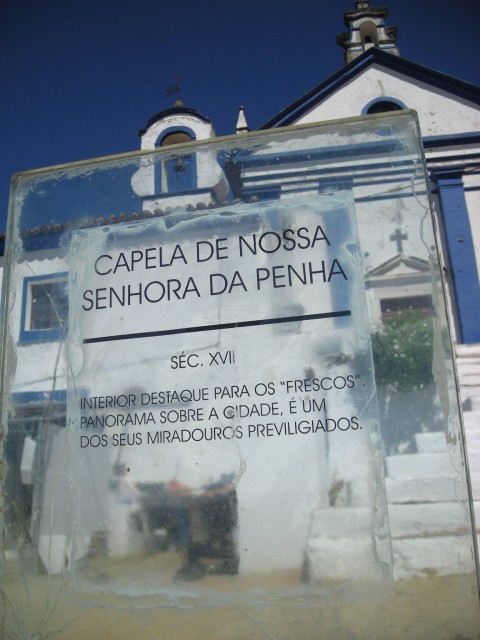 CAPELA DE NOSSA
SENHORA DA PENHA
SÉC. XVII
INTERIOR DESTAQUE PARA OS "FRESCOS".
PANORAMA SOBRE A CIDADE, É UM
DOS SEUS MIRADOUROS PREVILIGIADOS.